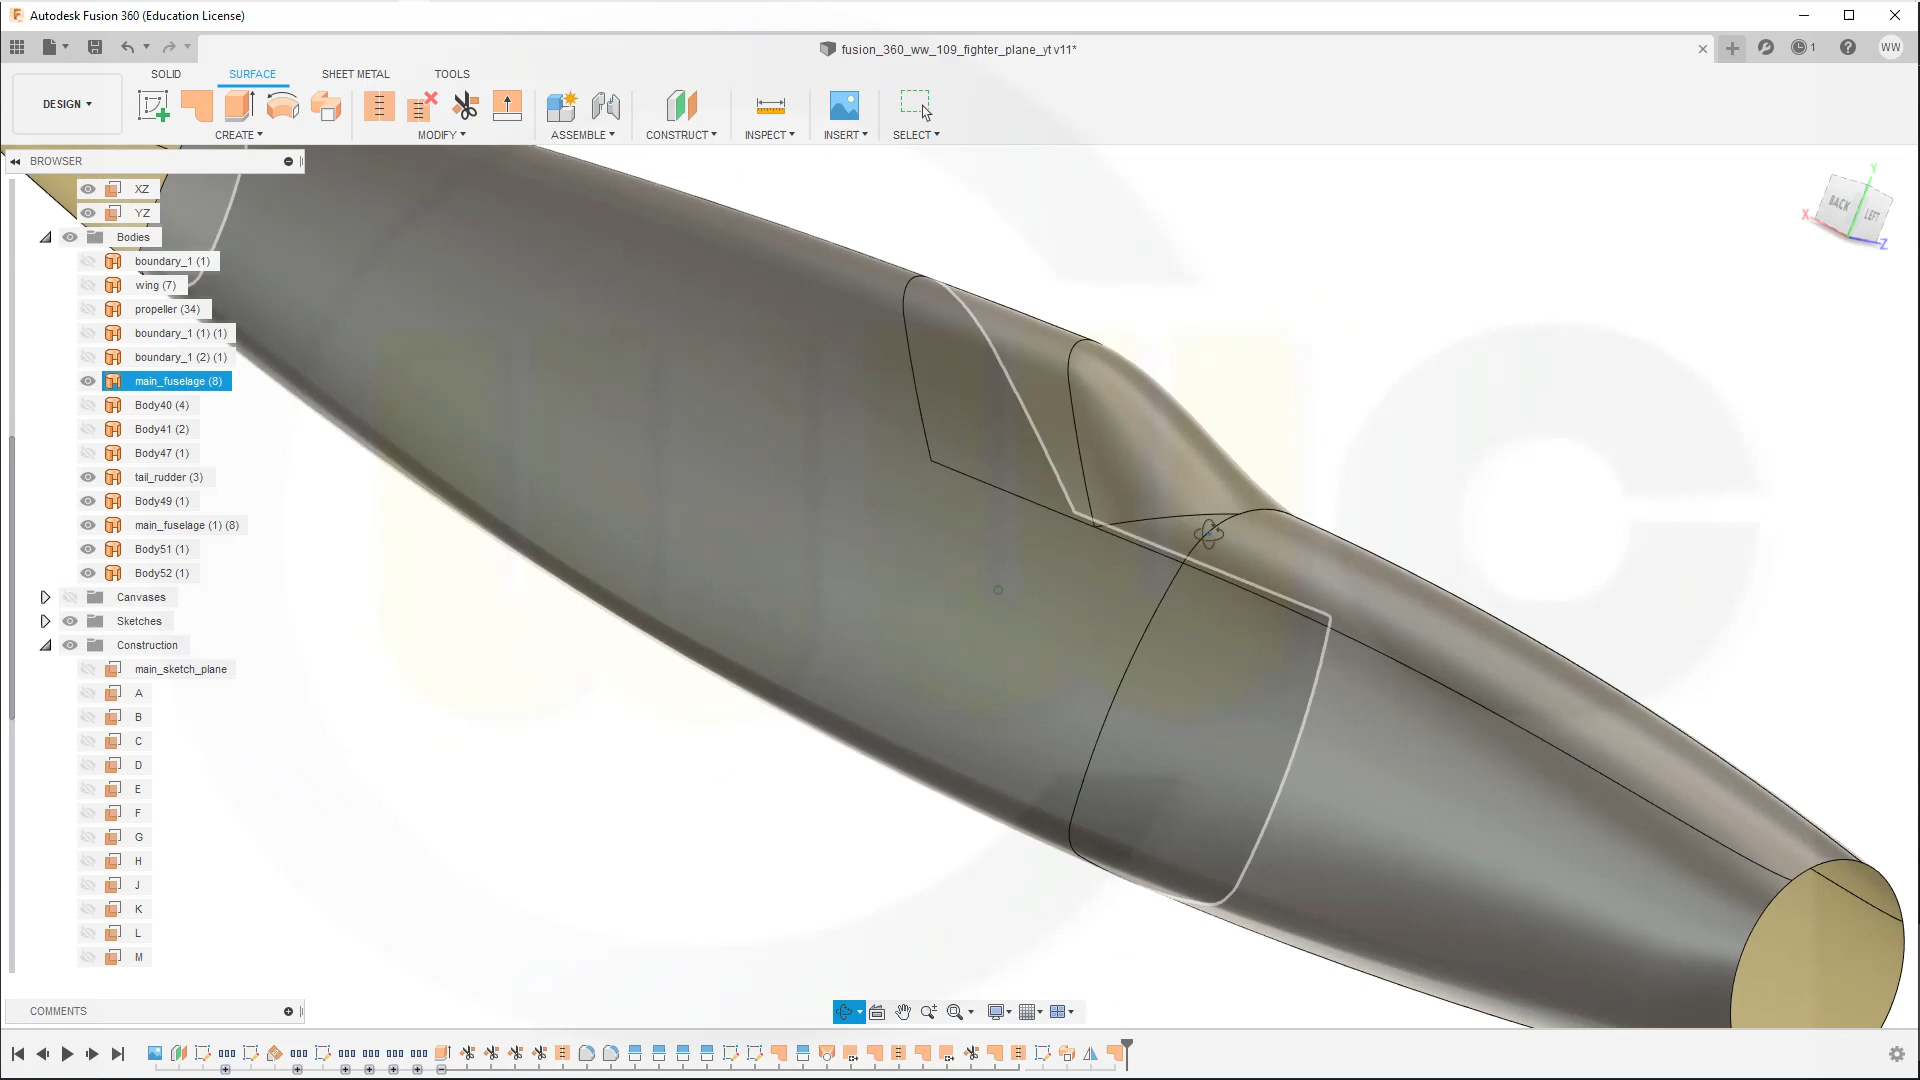 Autodesk Fusion 360 (Education License)
fusion_360_ww_109_fighter_plane_yt v11*
1
WW
DESIGN
SOLID
SURFACE
SHEET METAL
TOOLS
CREATE
MODIFY
ASSEMBLE
CONSTRUCT
INSPECT
INSERT
SELECT
BROWSER
XZ
YZ
Bodies
boundary_1 (1)
wing (7)
propeller (34)
boundary_1 (1) (1)
boundary_1 (2) (1)
main_fuselage (8)
Body40 (4)
Body41 (2)
Body47 (1)
tail_rudder (3)
Body49 (1)
main_fuselage (1) (8)
Body51 (1)
Body52 (1)
Canvases
Sketches
Construction
main_sketch_plane
A
B
C
D
E
F
G
H
J
K
L
M
Y
BACK
LEFT
X
Z
COMMENTS